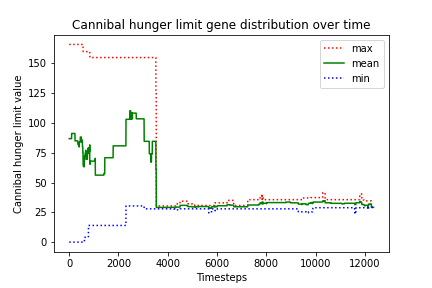 Cannibal hunger limit gene distribution over time
max
mean
min
150
125
100
75
50
25
0
Cannibal hunger limit value
0
2000
4000
6000
8000
10000
12000
Timesteps